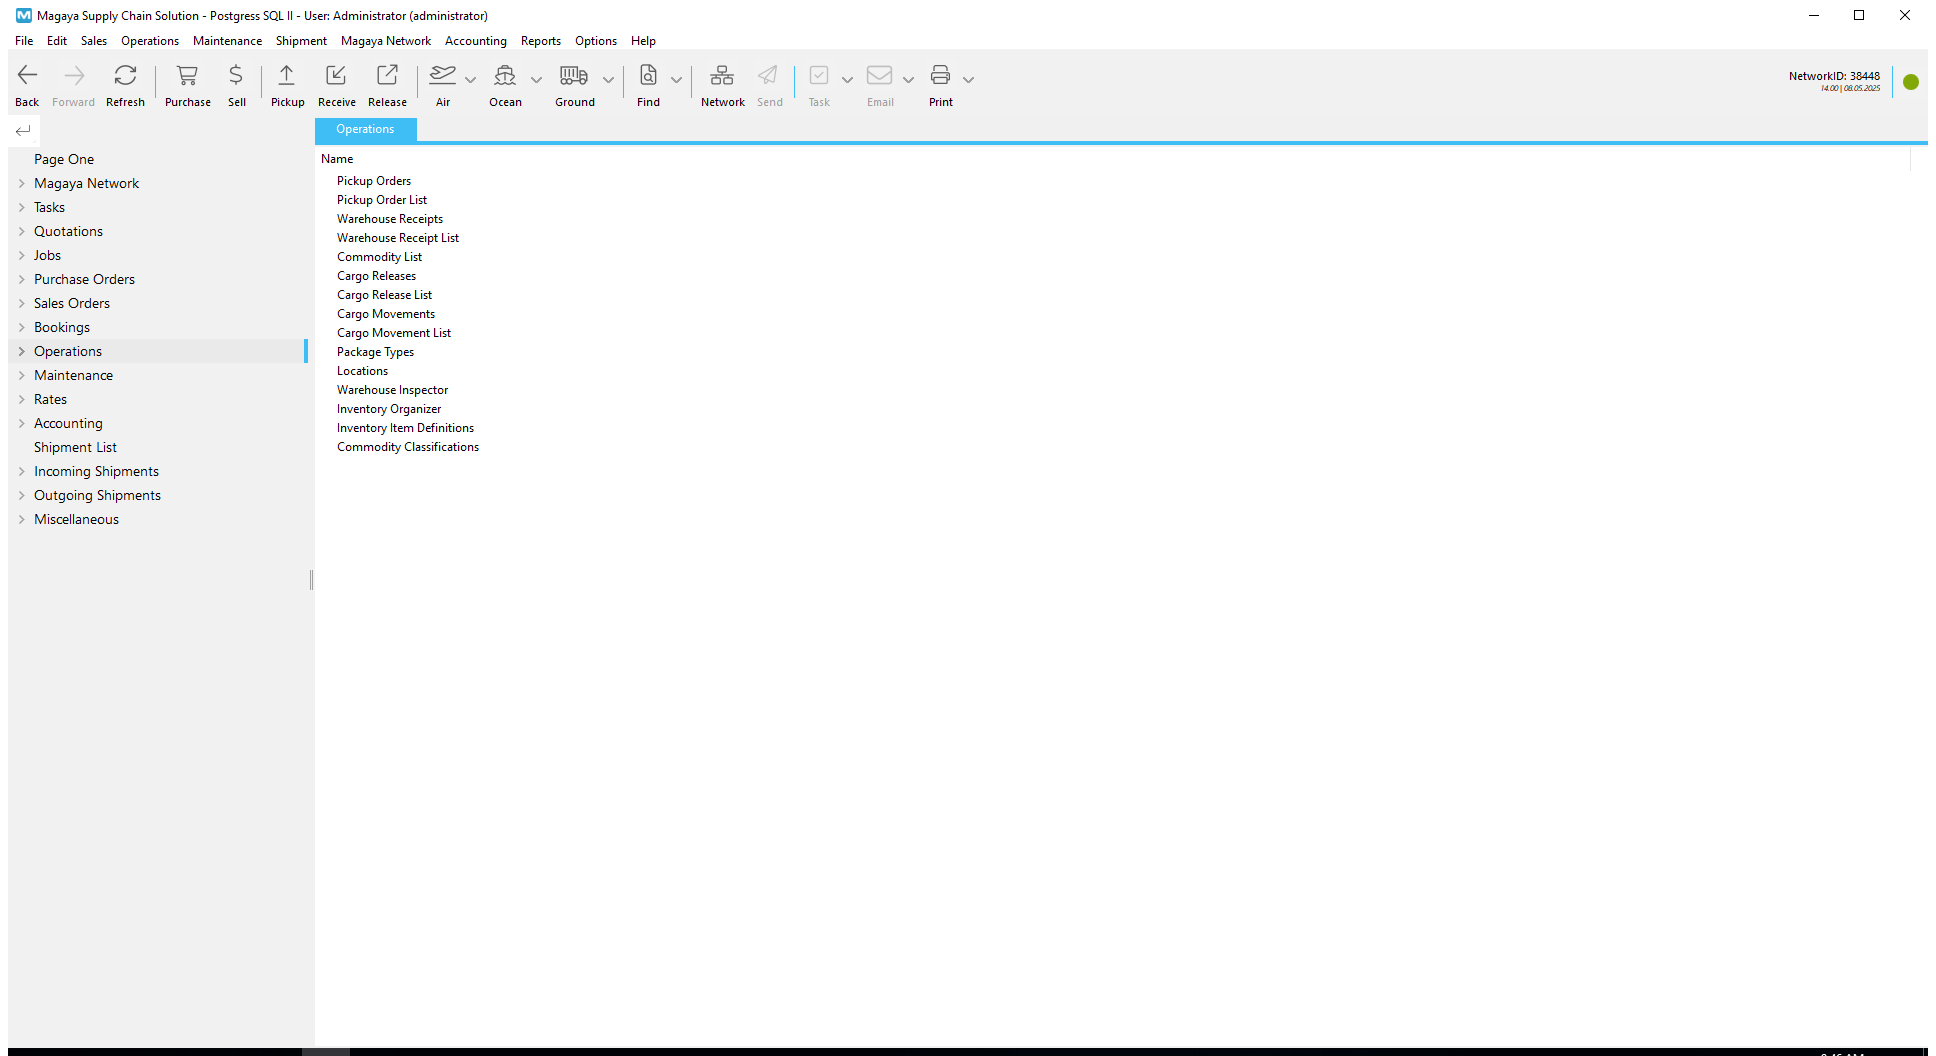 Magaya Supply Chain Solution - Postgress SQL II - User: Administrator (administrator)
File Edit Sales Operations Maintenance Shipment Magaya Network Accounting Reports Options Help
Back Forward Refresh Purchase Sell Pickup Receive Release Air Ocean Ground Find Network Send Task Email Print
NetworkID: 38448
14.00 | 08.05.2025
Page One
Magaya Network
Tasks
Quotations
Jobs
Purchase Orders
Sales Orders
Bookings
Operations
Maintenance
Rates
Accounting
Shipment List
Incoming Shipments
Outgoing Shipments
Miscellaneous
Operations
Name
Pickup Orders
Pickup Order List
Warehouse Receipts
Warehouse Receipt List
Commodity List
Cargo Releases
Cargo Release List
Cargo Movements
Cargo Movement List
Package Types
Locations
Warehouse Inspector
Inventory Organizer
Inventory Item Definitions
Commodity Classifications